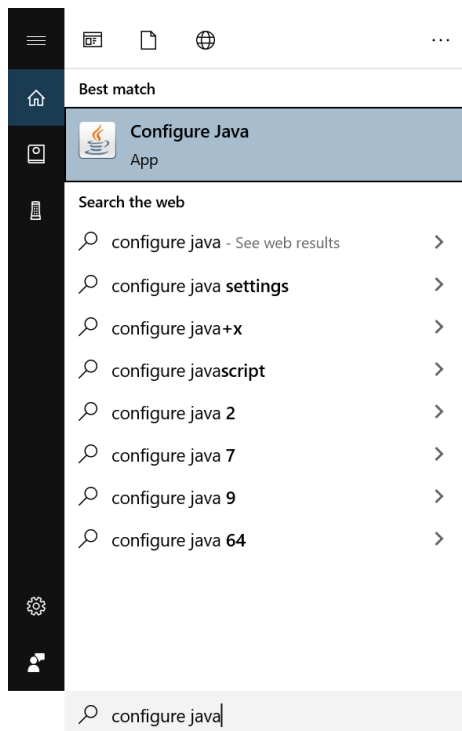 Best match
Configure Java
App
Search the web
configure java - See web results
configure java settings
configure java+x
configure javascript
configure java 2
configure java 7
configure java 9
configure java 64
configure java